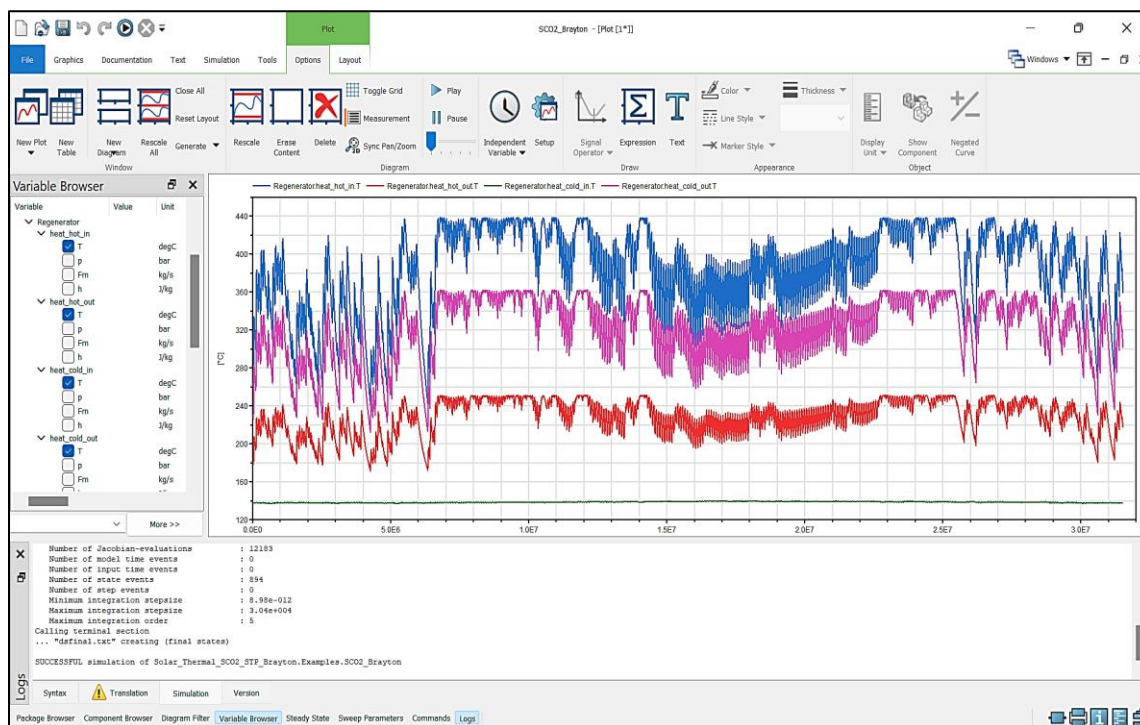 Plot
SCO2_Brayton - [Plot [1*]]
File Graphics Documentation Text Simulation Tools Options Layout Windows
New Plot
New Table
New Diagram
Rescale All
Close All
Reset Layout
Generate
Window
Rescale
Erase Content
Delete
Toggle Grid
Measurement
Sync Pan/Zoom
Play
Pause
Diagram
Independent Variable
Setup
Signal Operator
Expression
Text
Draw
Color
Line Style
Marker Style
Thickness
Appearance
Display Unit
Show Component
Negated Curve
Object
Variable Browser
Variable Value Unit
Regenerator
heat_hot_in
T degC
p bar
Fm kg/s
h J/kg
heat_hot_out
T degC
p bar
Fm kg/s
h J/kg
heat_cold_in
T degC
p bar
Fm kg/s
h J/kg
heat_cold_out
T degC
p bar
Fm kg/s
More >>
Regenerator.heat_hot_in.T Regenerator.heat_hot_out.T Regenerator.heat_cold_in.T Regenerator.heat_cold_out.T
440
400
360
320
280
240
200
160
120
[°C]
0.0E0 5.0E6 1.0E7 1.5E7 2.0E7 2.5E7 3.0E7
Number of Jacobian-evaluations : 12183
Number of model time events : 0
Number of input time events : 0
Number of state events : 894
Number of step events : 0
Minimum integration stepsize : 8.98e-012
Maximum integration stepsize : 3.04e+004
Maximum integration order : 5
Calling terminal section
... "dsfinal.txt" creating (final states)
SUCCESSFUL simulation of Solar_Thermal_SCO2_STP_Brayton.Examples.SCO2_Brayton
Logs
Syntax Translation Simulation Version
Package Browser Component Browser Diagram Filter Variable Browser Steady State Sweep Parameters Commands Logs